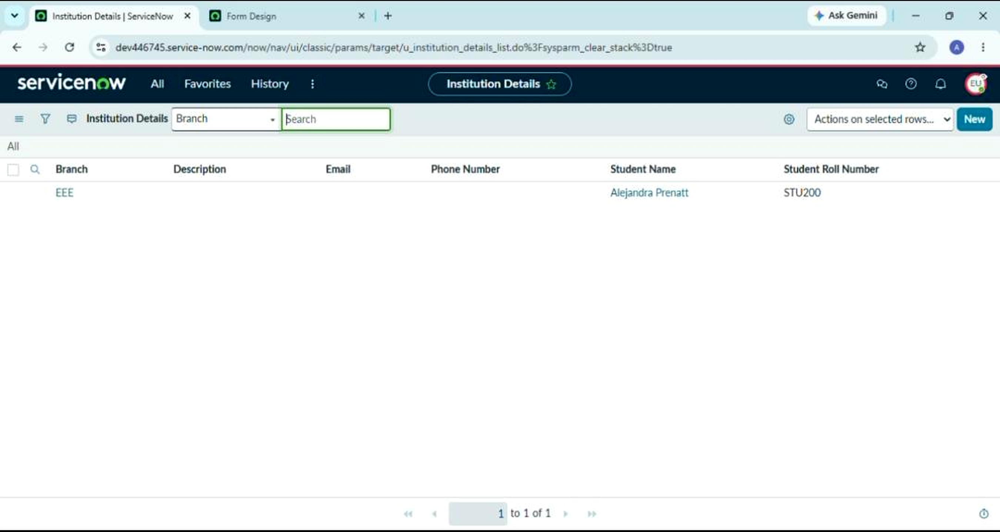 Institution Details | ServiceNow
Form Design
Ask Gemini
dev446745.service-now.com/now/nav/ui/classic/params/target/u_institution_details_list.do%3Fsysparm_clear_stack%3Dtrue
A
servicenow
All
Favorites
History
Institution Details
EU
Institution Details
Branch
Search
Actions on selected rows...
New
All
Branch Description Email Phone Number Student Name Student Roll Number
EEE Alejandra Prenatt STU200
1 to 1 of 1